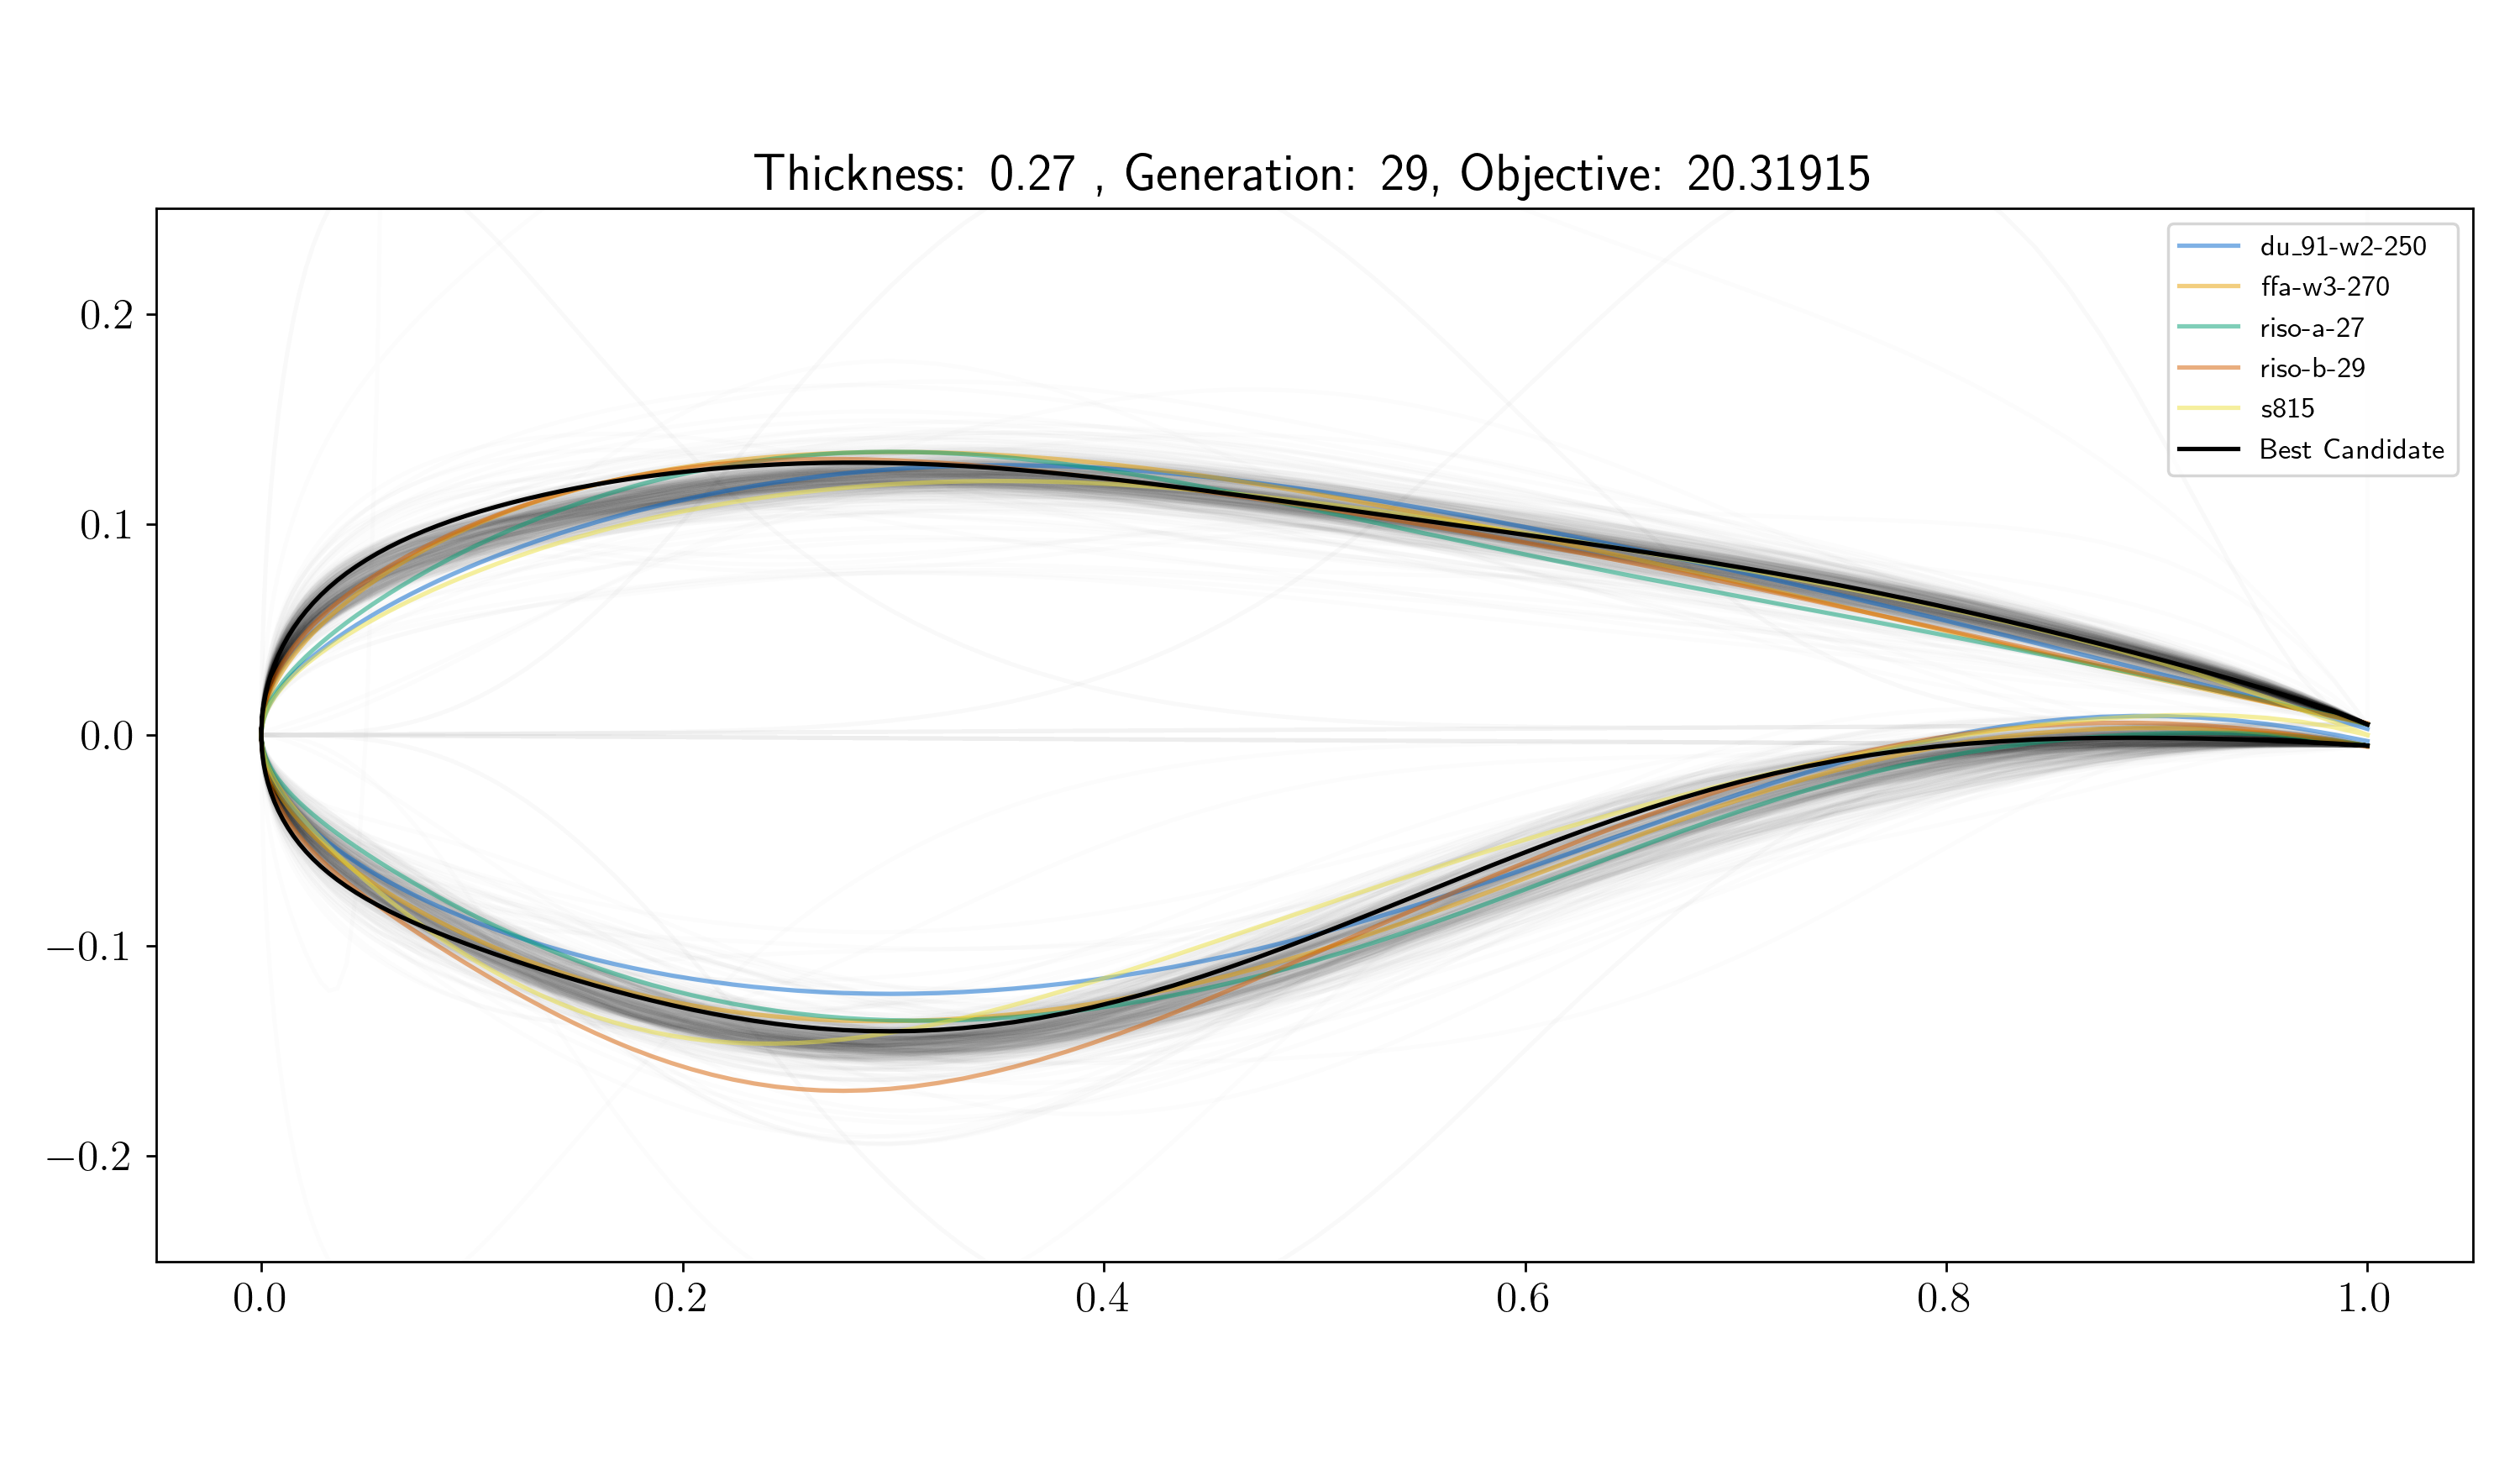 Thickness: 0.27 , Generation: 29, Objective: 20.31915
du_91-w2-250
ffa-w3-270
riso-a-27
riso-b-29
s815
Best Candidate
0.2
0.1
0.0
−0.1
−0.2
0.0 0.2 0.4 0.6 0.8 1.0